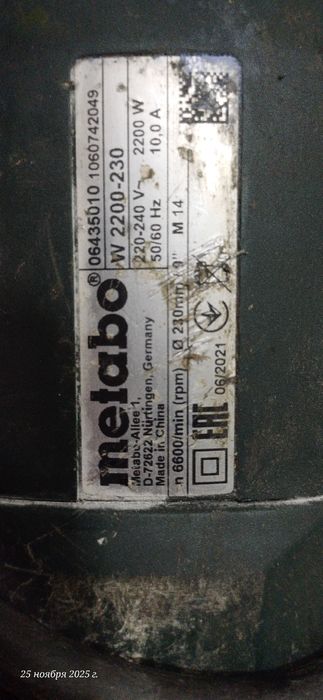 metabo®
Metabo-Allee 1,
D-72622 Nürtingen, Germany
Made in China
06435010 1060742049
W 2200-230
220-240 V~ 2200 W
50/60 Hz 10,0 A
n 6600/min (rpm) Ø 230mm / 9" M 14
EAC 06/2021
25 ноября 2025 г.